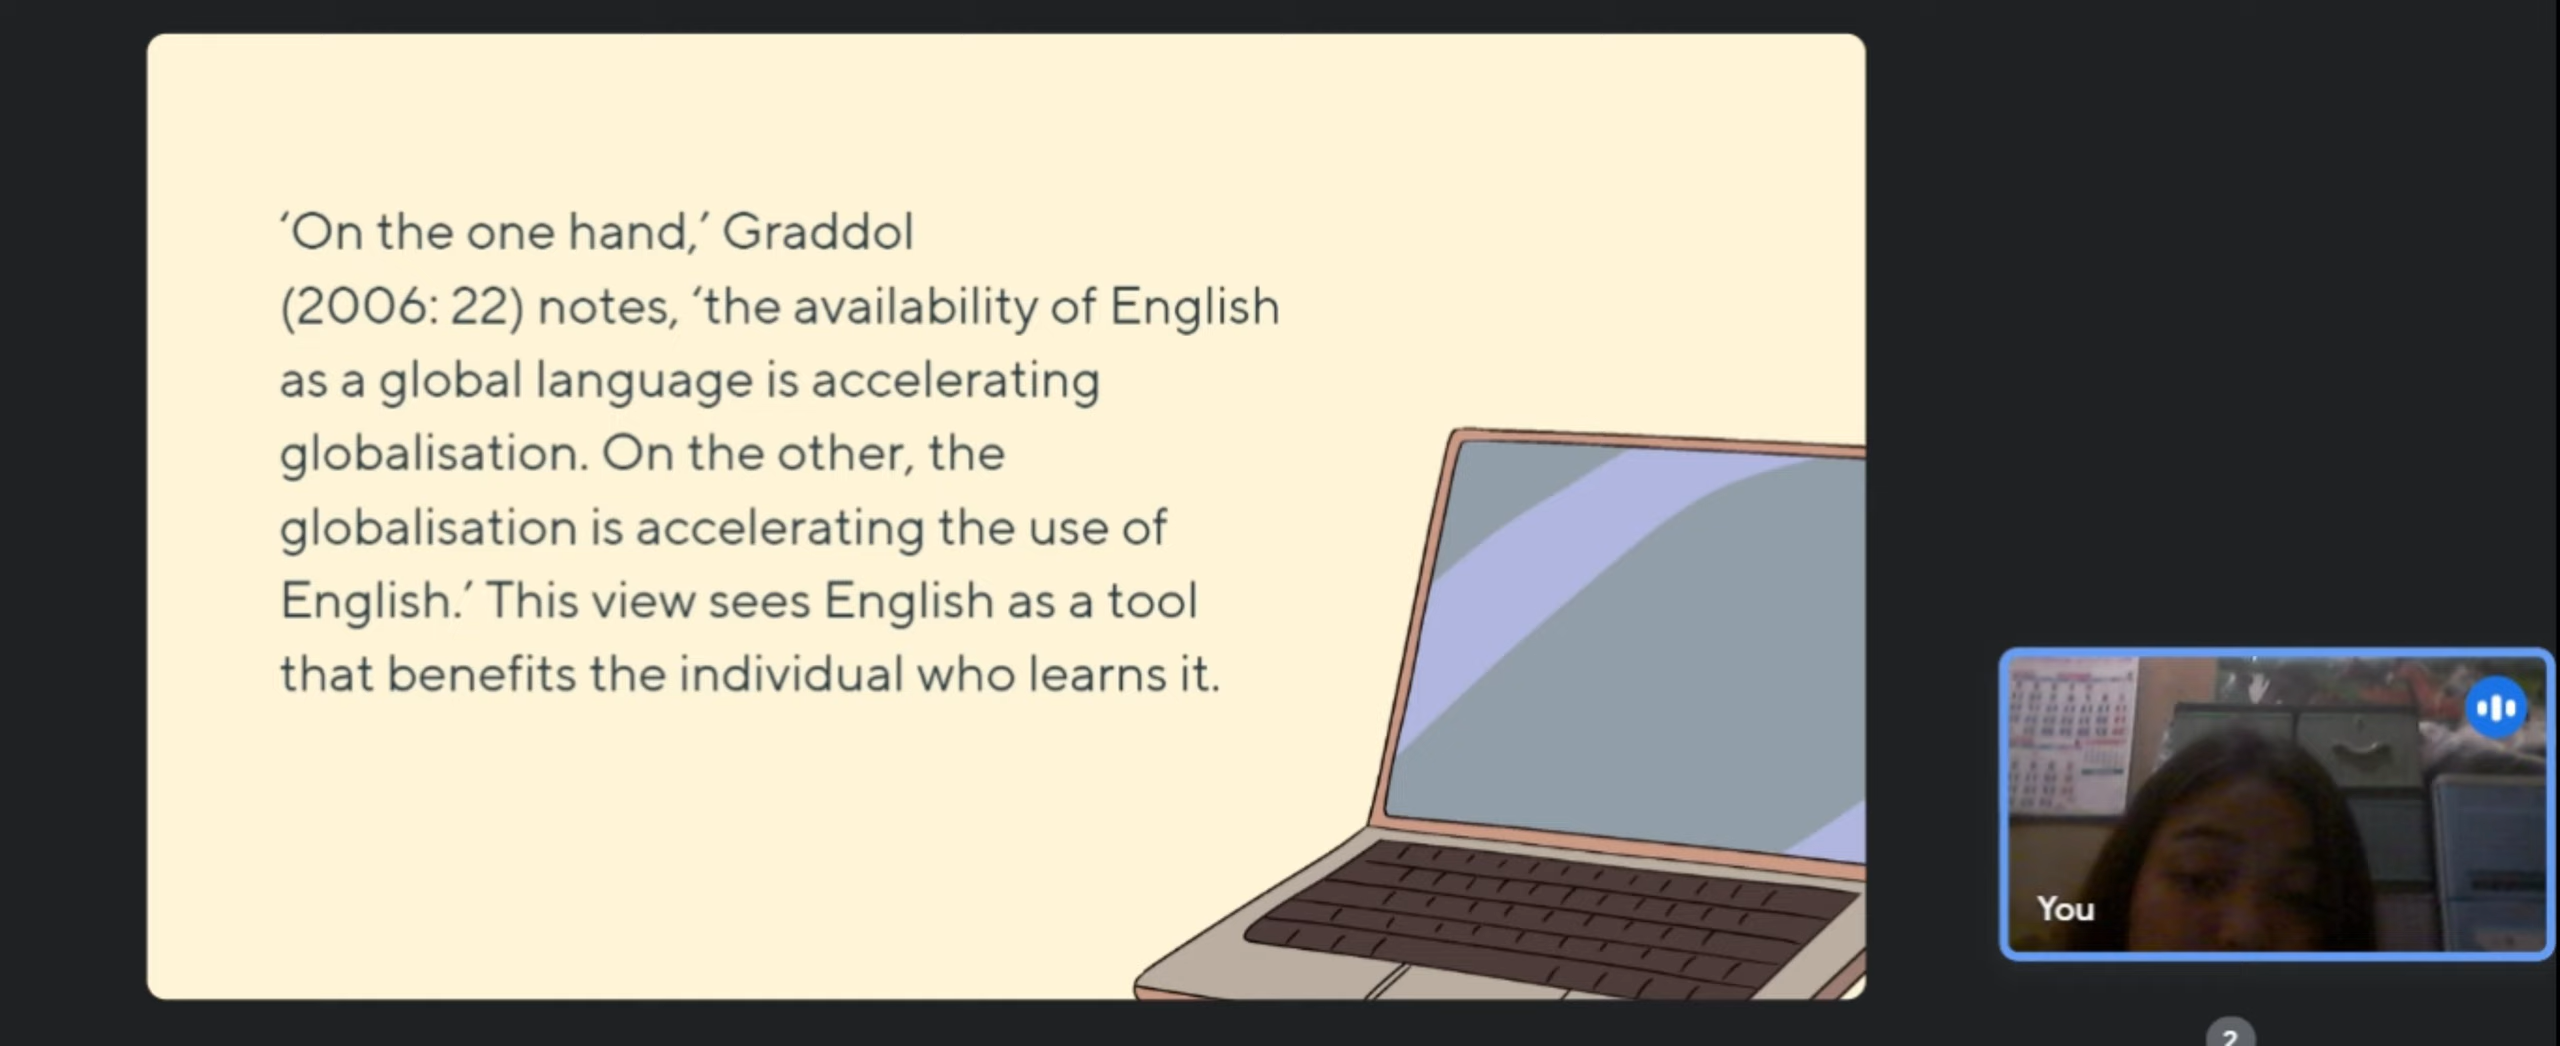 ‘On the one hand,’ Graddol
(2006: 22) notes, ‘the availability of English
as a global language is accelerating
globalisation. On the other, the
globalisation is accelerating the use of
English.’ This view sees English as a tool
that benefits the individual who learns it.
You
2